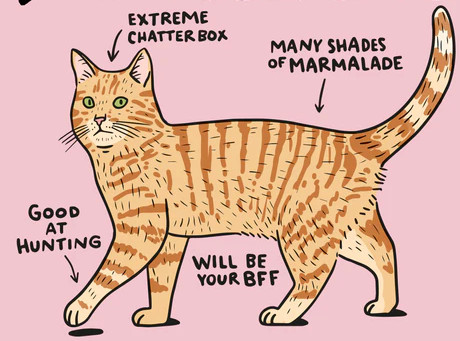 EXTREME
CHATTERBOX
MANY SHADES
OF MARMALADE
GOOD
AT
HUNTING
WILL BE
YOUR BFF